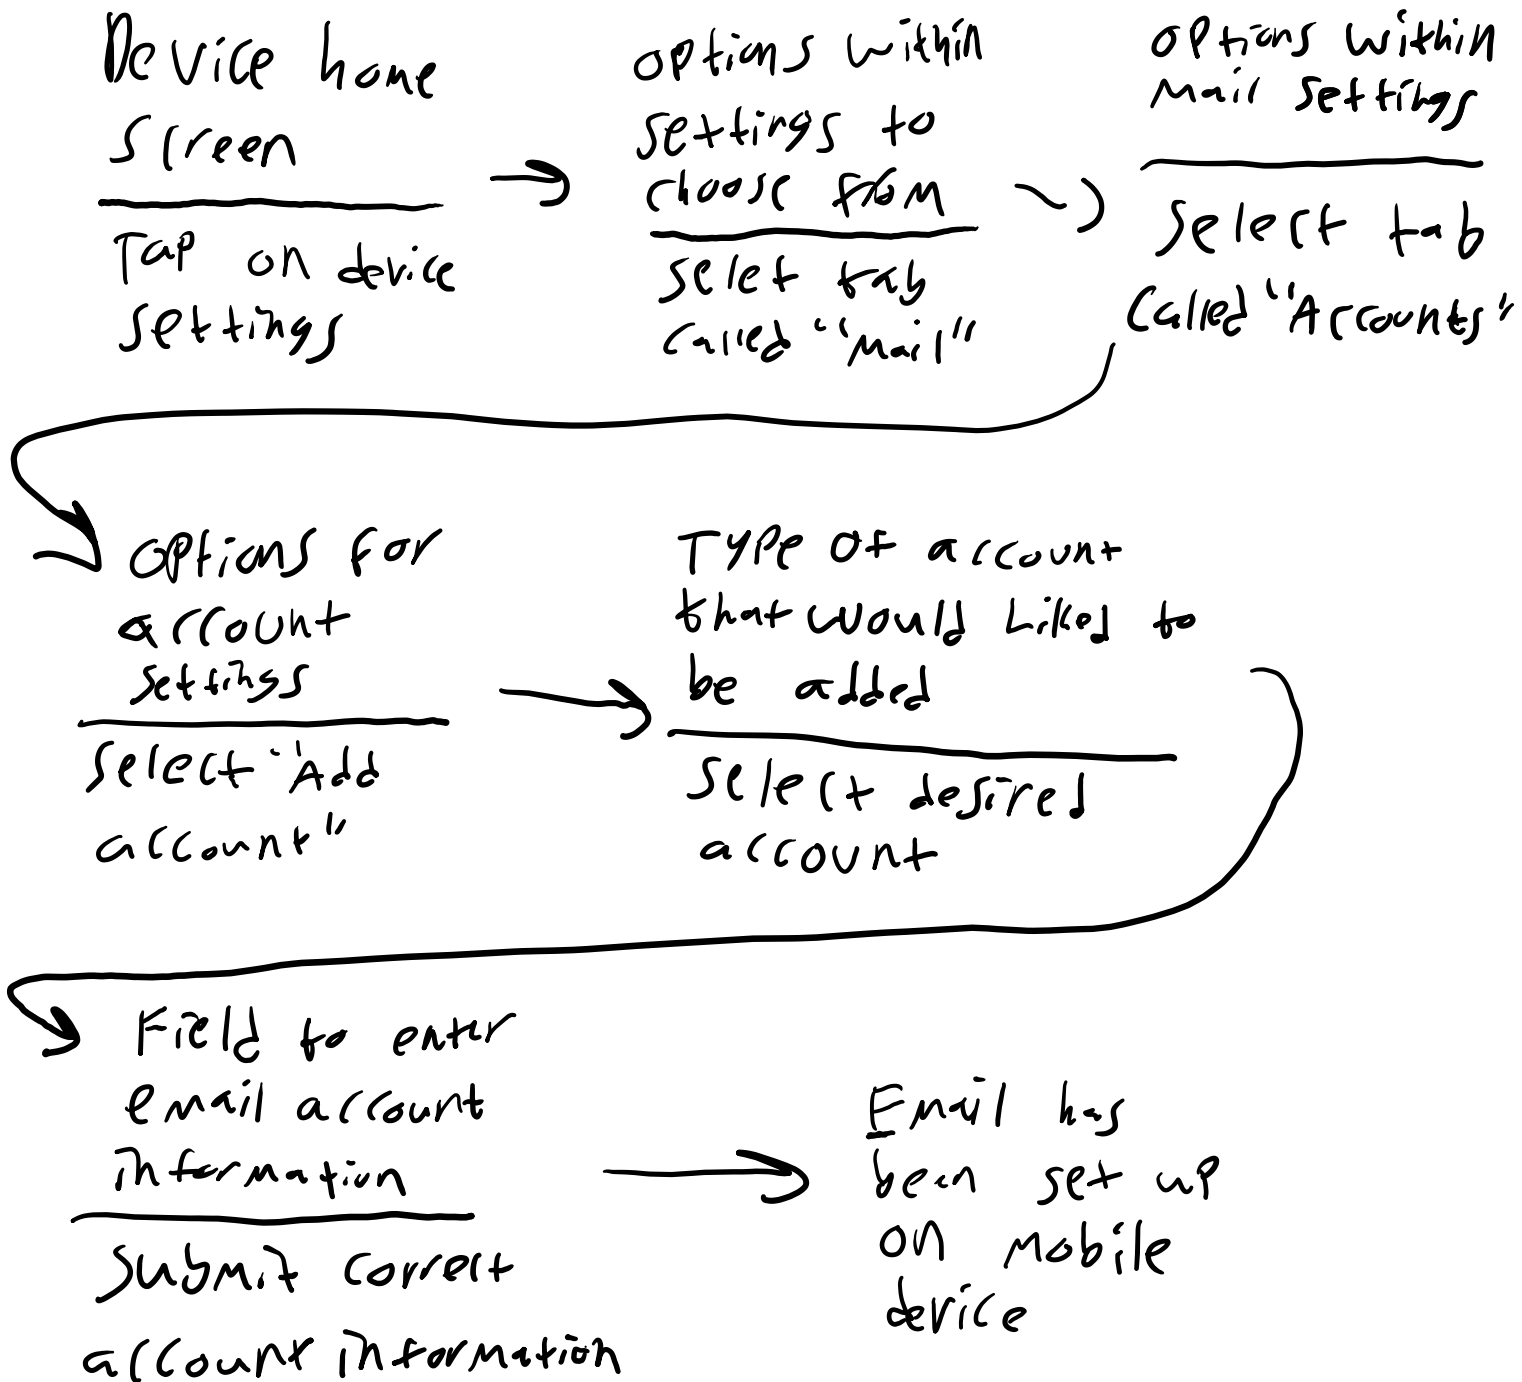 Device home
screen
Tap on device
settings
options within
settings to
choose from
selet tab
called "Mail"
options within
Mail settings
select tab
called "Accounts"
options for
account
settings
select "Add
account"
Type of account
that would liked to
be added
select desired
account
Field to enter
email account
information
submit correct
account information
Email has
been set up
on mobile
device